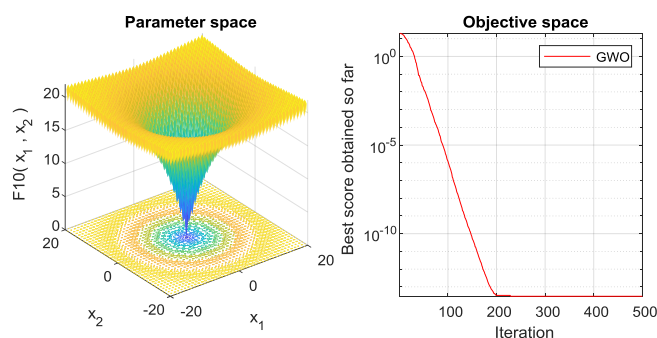 Parameter space
F10( x1 , x2 )
20
15
10
5
0
20
0
-20
x2
-20
0
20
x1
Objective space
Best score obtained so far
10^0
10^-5
10^-10
GWO
100
200
300
400
500
Iteration